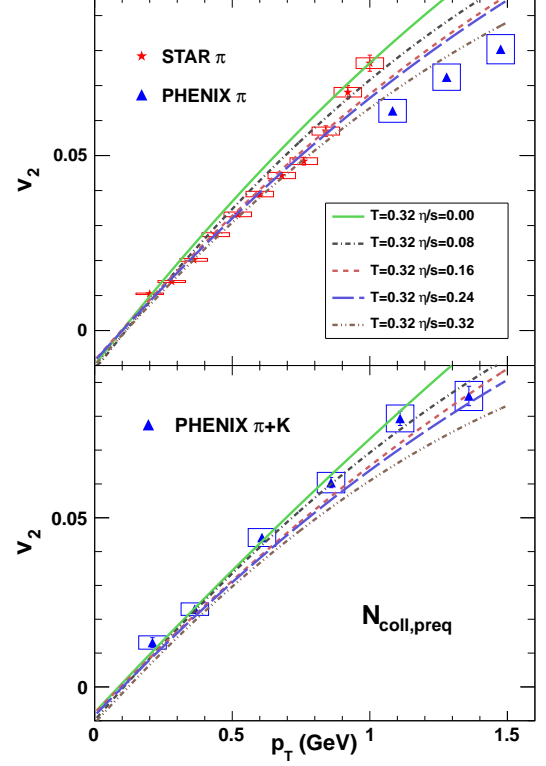 STAR π
PHENIX π
v2
0.05
0
T=0.32 η/s=0.00
T=0.32 η/s=0.08
T=0.32 η/s=0.16
T=0.32 η/s=0.24
T=0.32 η/s=0.32
PHENIX π+K
v2
0.05
0
Ncoll,preq
0 0.5 1 1.5
pT (GeV)